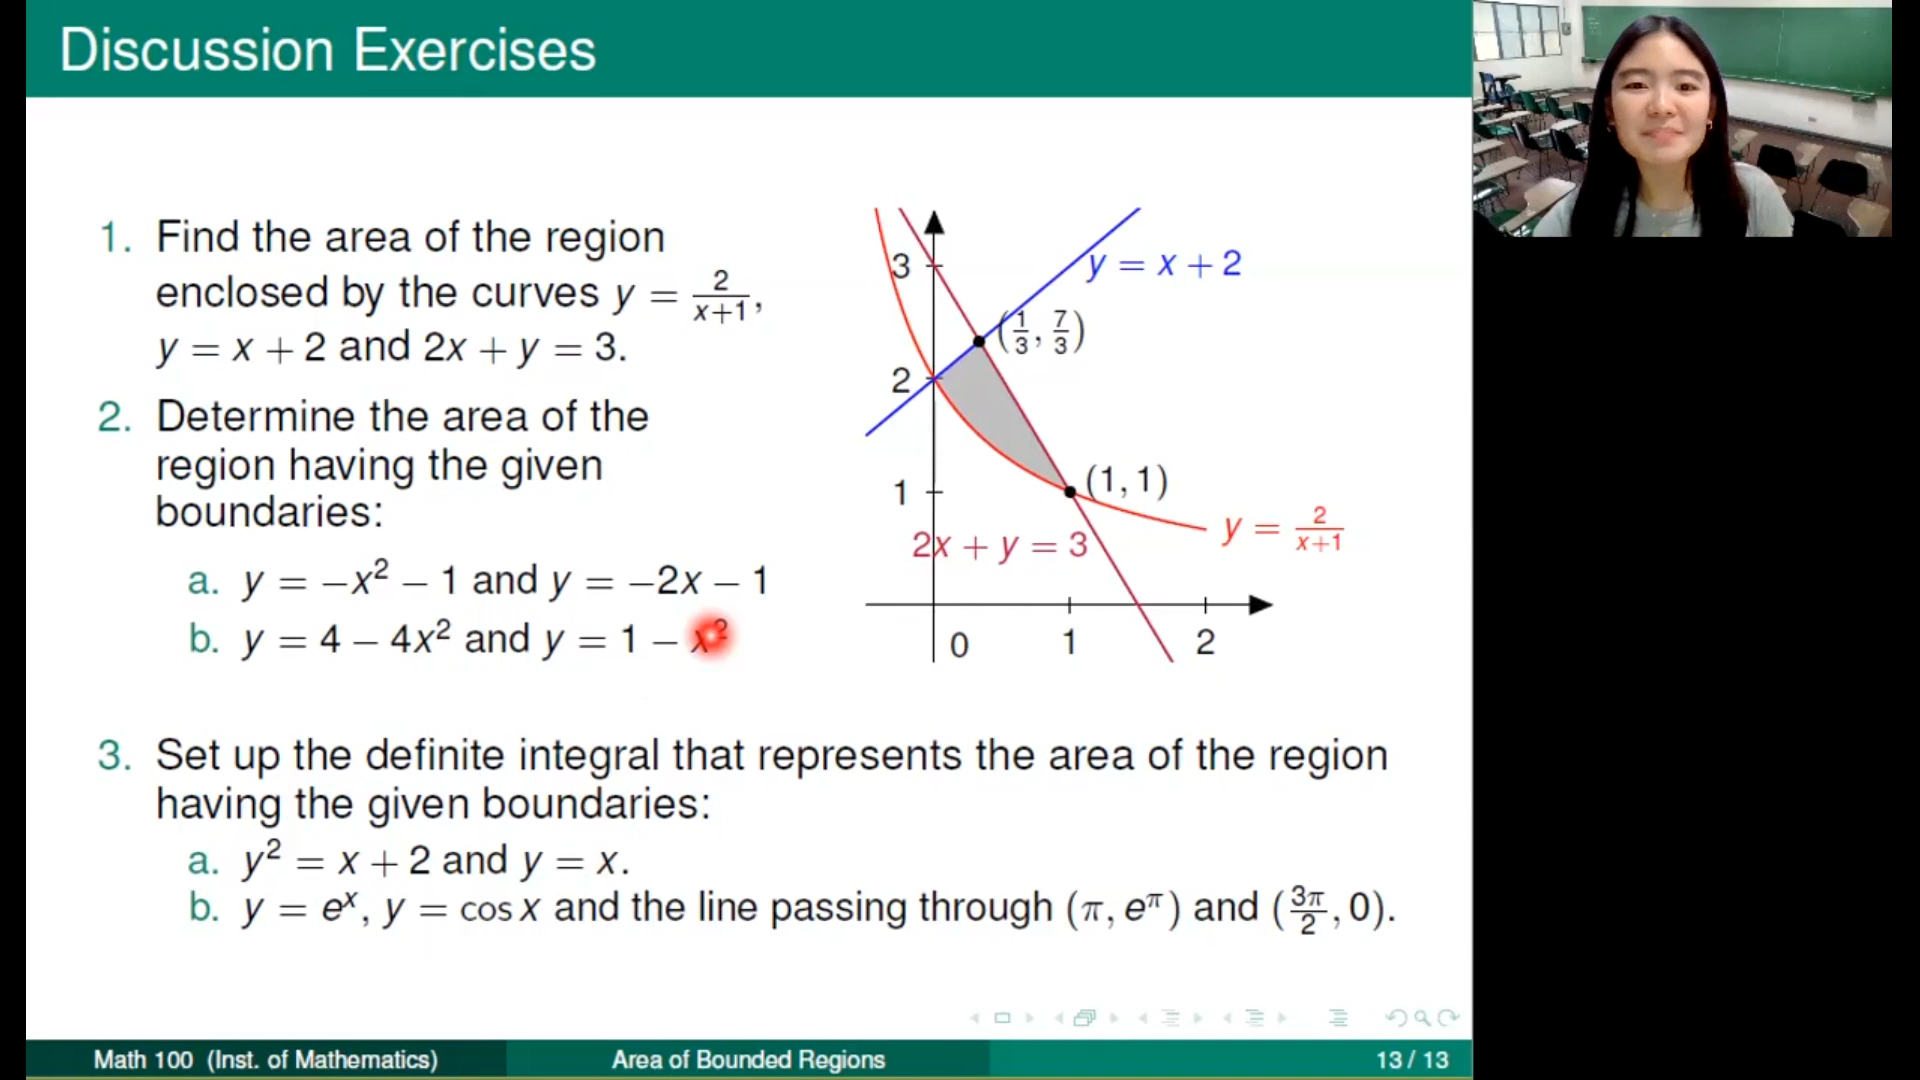 Discussion Exercises
1. Find the area of the region
enclosed by the curves y = 2/(x+1),
y = x + 2 and 2x + y = 3.
2. Determine the area of the
region having the given
boundaries:
a. y = −x² − 1 and y = −2x − 1
b. y = 4 − 4x² and y = 1 − x²
3
y = x + 2
(1/3, 7/3)
2
1
(1, 1)
2x + y = 3
y = 2/(x+1)
0 1 2
3. Set up the definite integral that represents the area of the region
having the given boundaries:
a. y² = x + 2 and y = x.
b. y = eˣ, y = cos x and the line passing through (π, e^π) and (3π/2, 0).
Math 100 (Inst. of Mathematics) Area of Bounded Regions 13 / 13